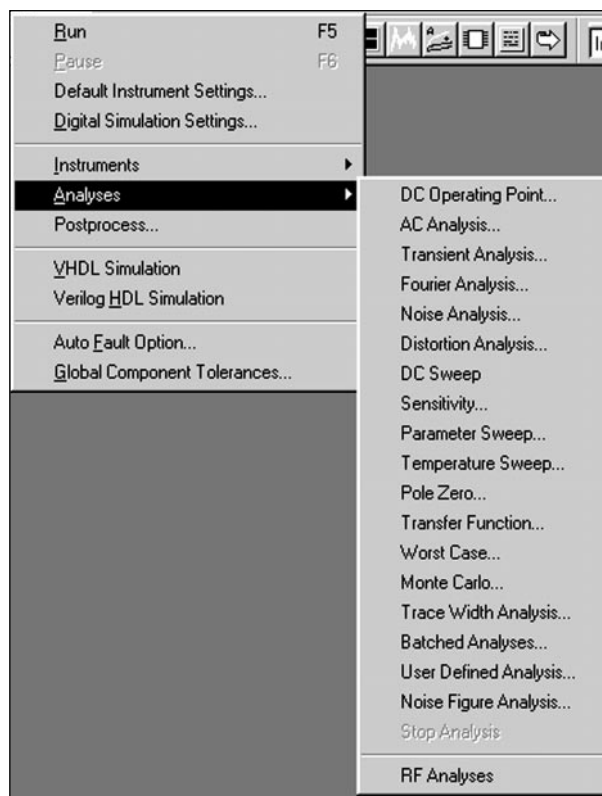 Run F5
Pause F6
Default Instrument Settings...
Digital Simulation Settings...
Instruments
Analyses
Postprocess...
VHDL Simulation
Verilog HDL Simulation
Auto Fault Option...
Global Component Tolerances...
DC Operating Point...
AC Analysis...
Transient Analysis...
Fourier Analysis...
Noise Analysis...
Distortion Analysis...
DC Sweep
Sensitivity...
Parameter Sweep...
Temperature Sweep...
Pole Zero...
Transfer Function...
Worst Case...
Monte Carlo...
Trace Width Analysis...
Batched Analyses...
User Defined Analysis...
Noise Figure Analysis...
Stop Analysis
RF Analyses